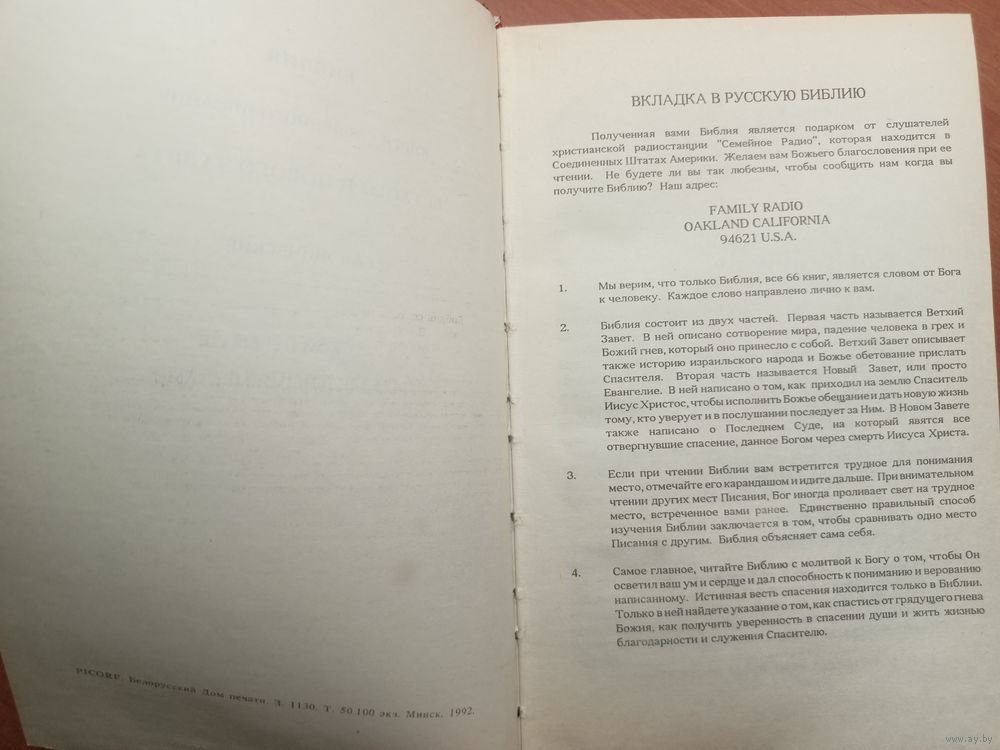 PICORP. Белорусский Дом печати. З. 1130. Т. 50 100 экз. Минск. 1992.
ВКЛАДКА В РУССКУЮ БИБЛИЮ
Полученная вами Библия является подарком от слушателей
христианской радиостанции "Семейное Радио", которая находится в
Соединенных Штатах Америки. Желаем вам Божьего благословения при ее
чтении. Не будете ли вы так любезны, чтобы сообщить нам когда вы
получите Библию? Наш адрес:
FAMILY RADIO
OAKLAND CALIFORNIA
94621 U.S.A.
1. Мы верим, что только Библия, все 66 книг, является словом от Бога
к человеку. Каждое слово направлено лично к вам.
2. Библия состоит из двух частей. Первая часть называется Ветхий
Завет. В ней описано сотворение мира, падение человека в грех и
Божий гнев, который оно принесло с собой. Ветхий Завет описывает
также историю израильского народа и Божье обетование прислать
Спасителя. Вторая часть называется Новый Завет, или просто
Евангелие. В ней написано о том, как приходил на землю Спаситель
Иисус Христос, чтобы исполнить Божье обещание и дать новую жизнь
тому, кто уверует и в послушании последует за Ним. В Новом Завете
также написано о Последнем Суде, на который явятся все
отвергнувшие спасение, данное Богом через смерть Иисуса Христа.
3. Если при чтении Библии вам встретится трудное для понимания
место, отмечайте его карандашом и идите дальше. При внимательном
чтении других мест Писания, Бог иногда проливает свет на трудное
место, встреченное вами ранее. Единственно правильный способ
изучения Библии заключается в том, чтобы сравнивать одно место
Писания с другим. Библия объясняет сама себя.
4. Самое главное, читайте Библию с молитвой к Богу о том, чтобы Он
осветил ваш ум и сердце и дал способность к пониманию и верованию
написанному. Истинная весть спасения находится только в Библии.
Только в ней найдете указание о том, как спастись от грядущего гнева
Божия, как получить уверенность в спасении души и жить жизнью
благодарности и служения Спасителю.
www.ay.by